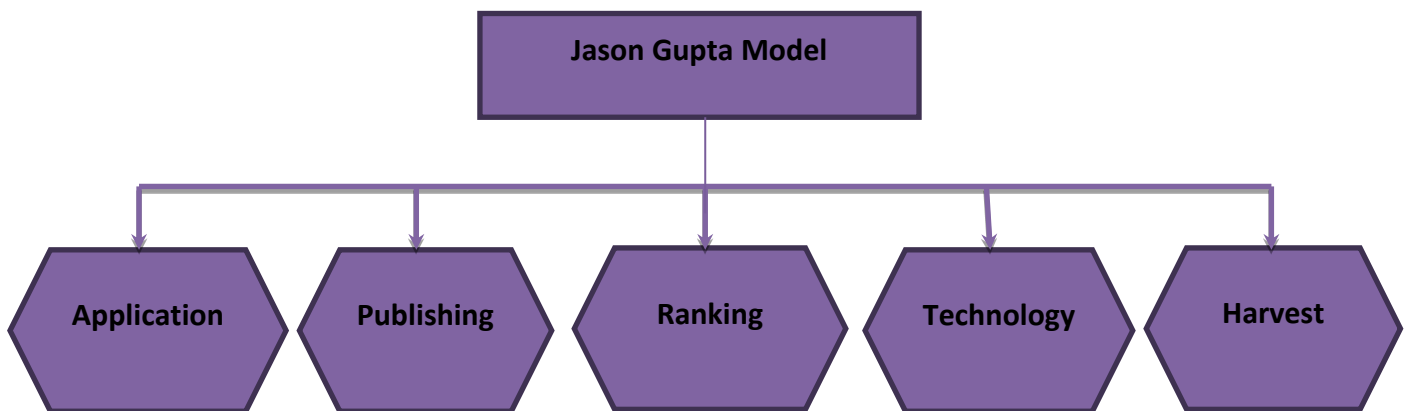 Jason Gupta Model
Application
Publishing
Ranking
Technology
Harvest